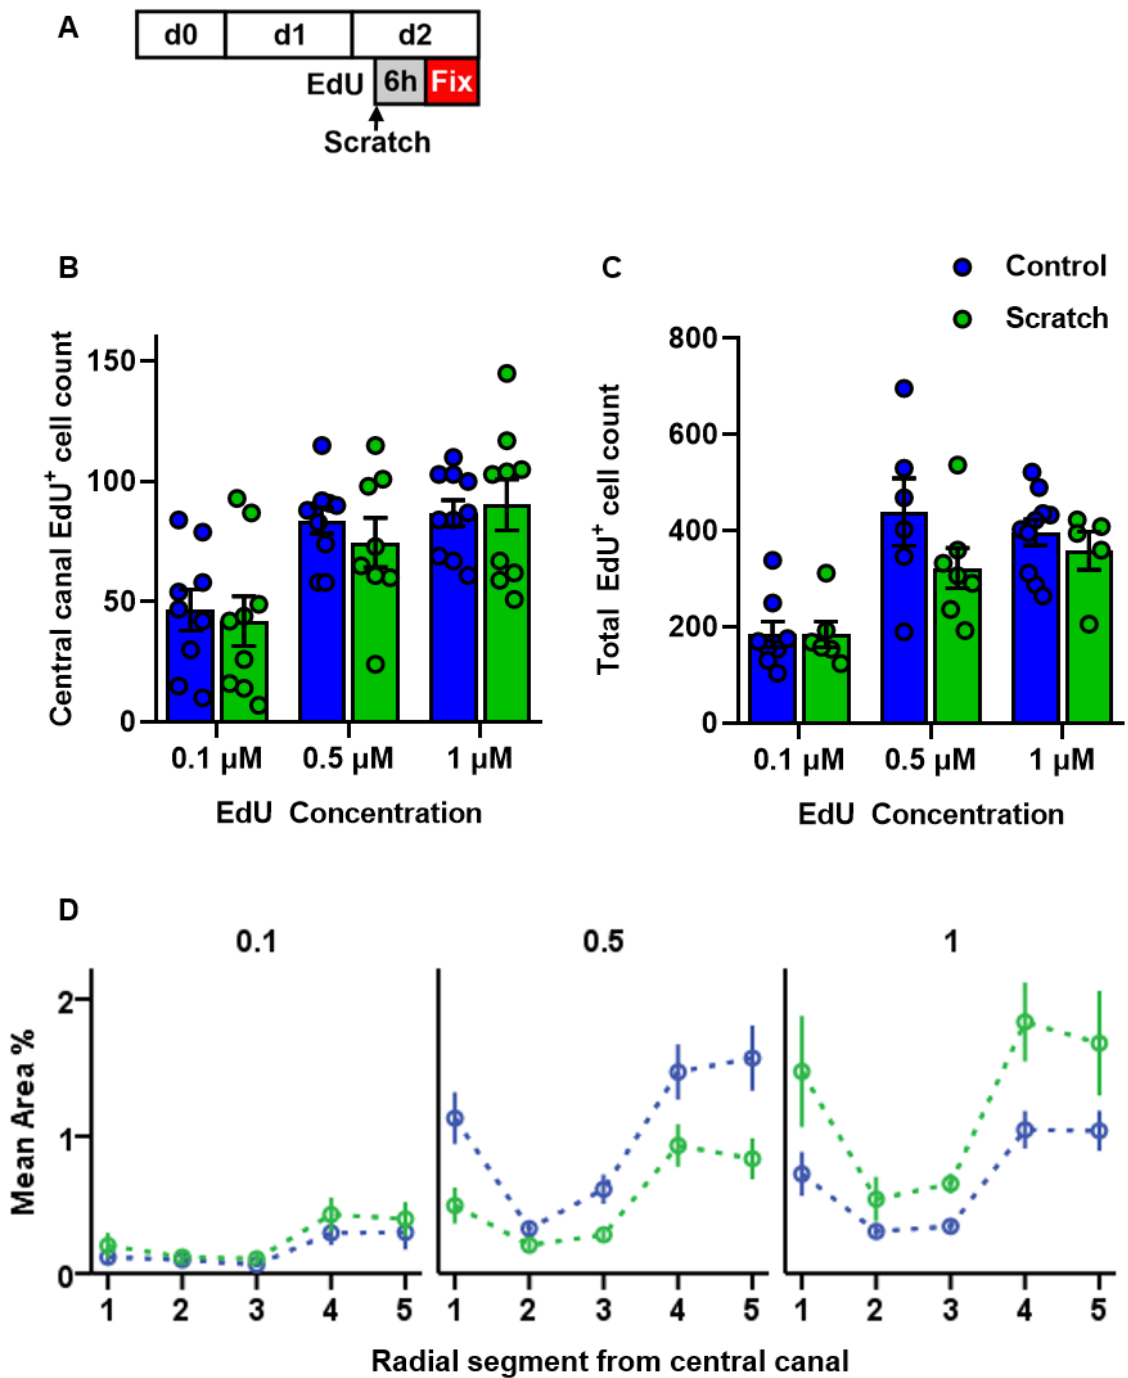 A
d0 d1 d2
EdU 6h Fix
Scratch
B
C
Control
Scratch
Central canal EdU+ cell count
150
100
50
0
0.1 µM 0.5 µM 1 µM
EdU Concentration
Total EdU+ cell count
800
600
400
200
0
0.1 µM 0.5 µM 1 µM
EdU Concentration
D
0.1 0.5 1
Mean Area %
2
1
0
1 2 3 4 5 1 2 3 4 5 1 2 3 4 5
Radial segment from central canal